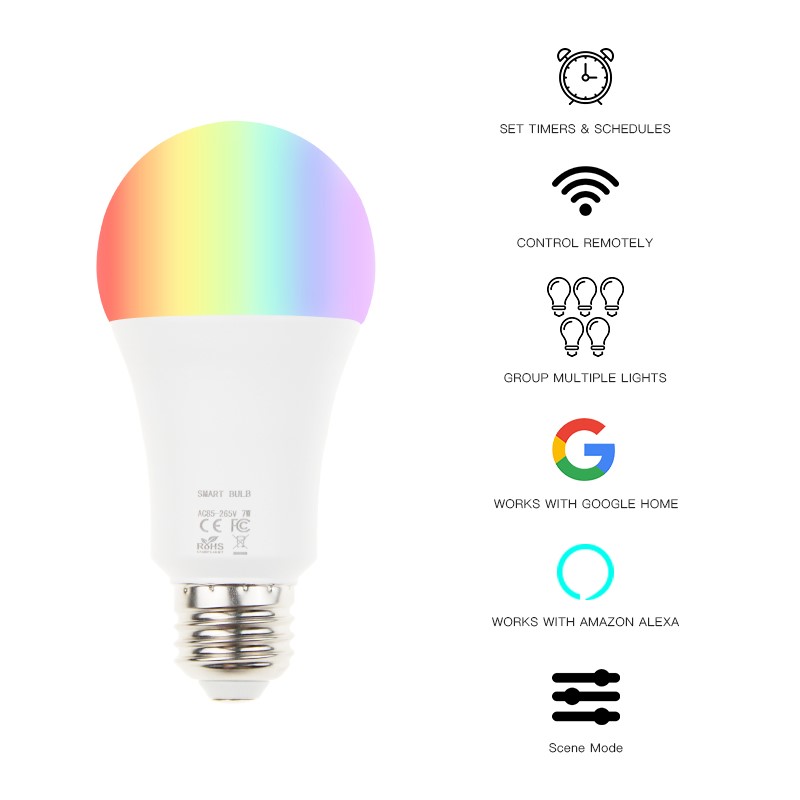 SET TIMERS & SCHEDULES
CONTROL REMOTELY
GROUP MULTIPLE LIGHTS
WORKS WITH GOOGLE HOME
WORKS WITH AMAZON ALEXA
Scene Mode
SMART BULB
AC85-265V 7W
CE FC
RoHS